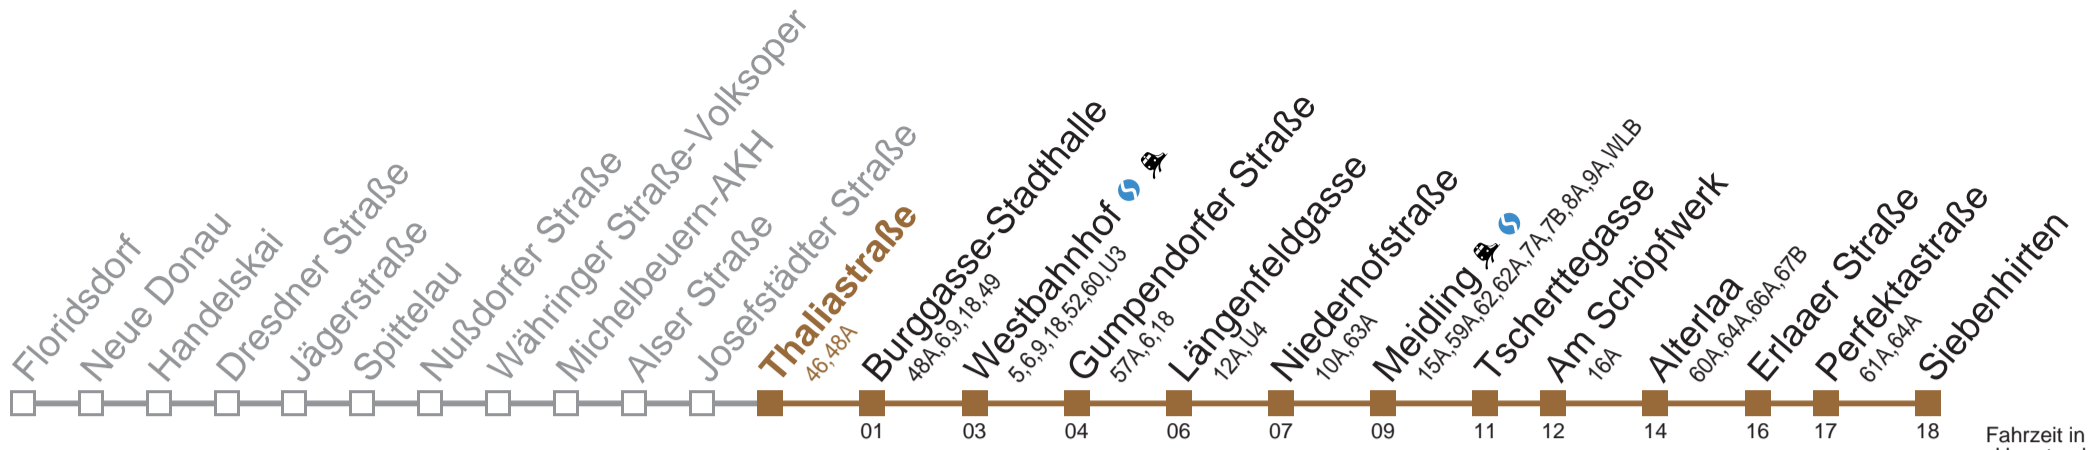 Floridsdorf
Neue Donau
Handelskai
Dresdner Straße
Jägerstraße
Spittelau
Nußdorfer Straße
Währinger Straße-Volksoper
Michelbeuern-AKH
Alser Straße
Josefstädter Straße
Thaliastraße
46,48A
Burggasse-Stadthalle
48A,6,9,18,49
Westbahnhof
5,6,9,18,52,60,U3
Gumpendorfer Straße
57A,6,18
Längenfeldgasse
12A,U4
Niederhofstraße
10A,63A
Meidling
15A,59A,62,62A,7A,7B,8A,9A,WLB
Tscherttegasse
Am Schöpfwerk
16A
Alterlaa
60A,64A,66A,67B
Erlaaer Straße
Perfektastraße
61A,64A
Siebenhirten
01 03 04 06 07 09 11 12 14 16 17 18
Fahrzeit in